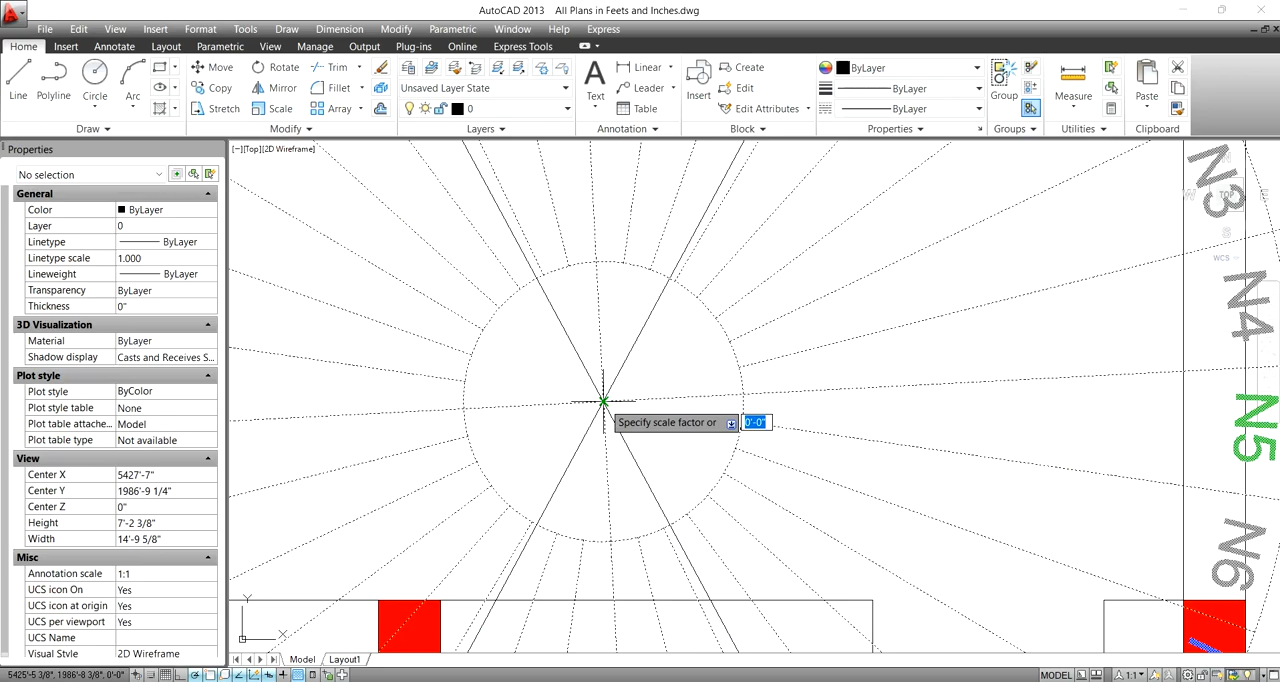 AutoCAD 2013 All Plans in Feets and Inches.dwg
File Edit View Insert Format Tools Draw Dimension Modify Parametric Window Help Express
Home Insert Annotate Layout Parametric View Manage Output Plug-ins Online Express Tools
Line Polyline Circle Arc
Move Rotate Trim
Copy Mirror Fillet
Stretch Scale Array
Unsaved Layer State
0
Text Linear
Leader
Table
Insert Create
Edit
Edit Attributes
ByLayer
ByLayer
ByLayer
Group Measure Paste
Draw Modify Layers Annotation Block Properties Groups Utilities Clipboard
Properties
[−][Top][2D Wireframe]
No selection
General
Color ByLayer
Layer 0
Linetype ByLayer
Linetype scale 1.000
Lineweight ByLayer
Transparency ByLayer
Thickness 0"
3D Visualization
Material ByLayer
Shadow display Casts and Receives S...
Plot style
Plot style ByColor
Plot style table None
Plot table attache... Model
Plot table type Not available
View
Center X 5427'-7"
Center Y 1986'-9 1/4"
Center Z 0"
Height 7'-2 3/8"
Width 14'-9 5/8"
Misc
Annotation scale 1:1
UCS icon On Yes
UCS icon at origin Yes
UCS per viewport Yes
UCS Name
Visual Style 2D Wireframe
Specify scale factor or 0'-0"
N3
N
W TOP E
S
WCS
N4
N5
N6
Y
X
Model Layout1
5425'-5 3/8", 1986'-8 3/8", 0'-0"
MODEL
1:1